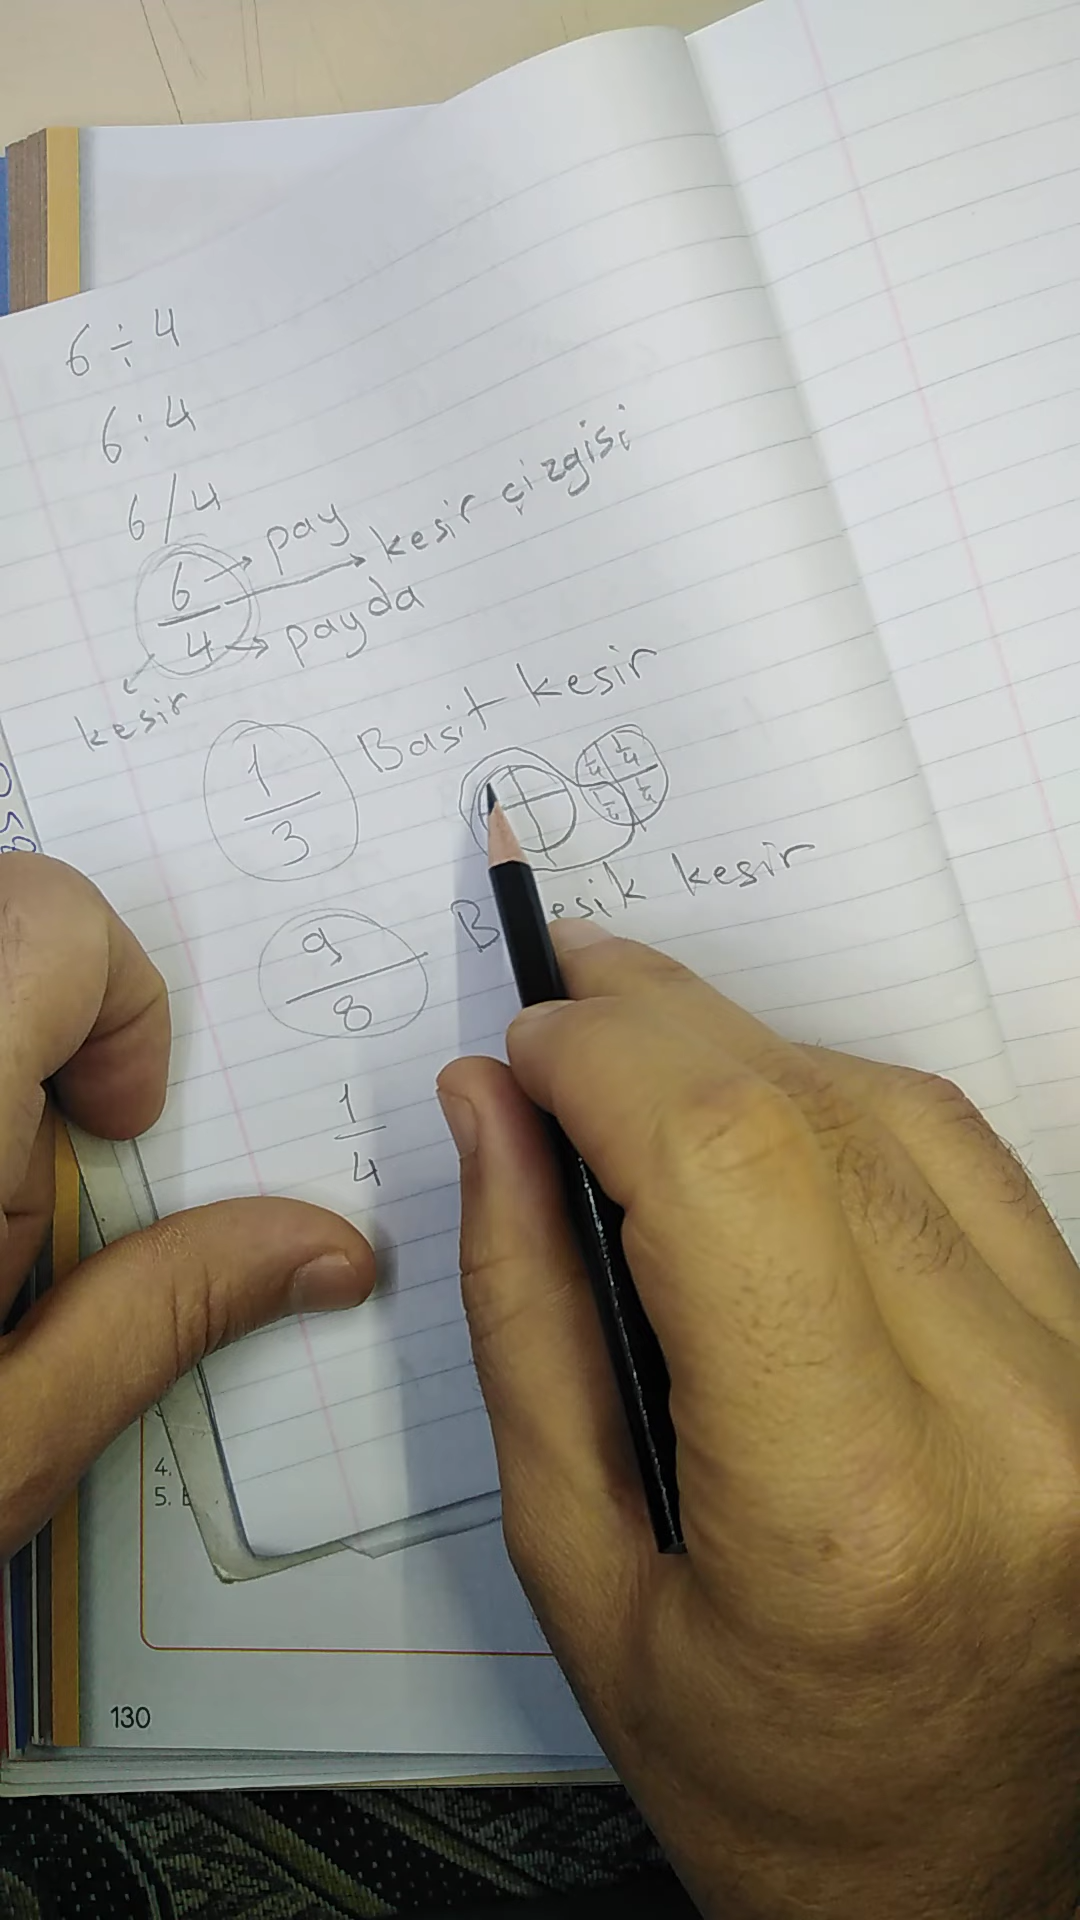 6 ÷ 4
6 : 4
6/4
6/4 → pay
→ kesir çizgisi
→ payda
kesir
1/3 Basit kesir
1/4 1/4
1/4 1/4
9/8 B esik kesir
1/4
4.
5.
130